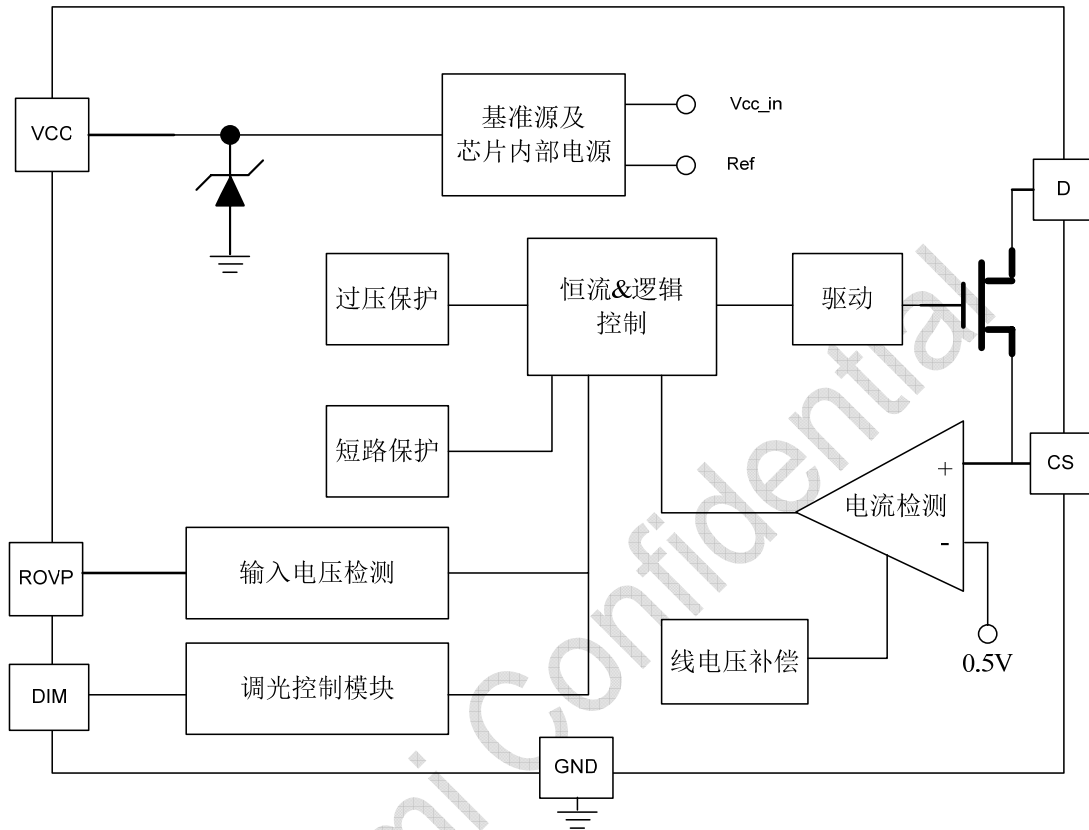 VCC
基准源及
芯片内部电源
Vcc_in
Ref
D
过压保护
恒流&逻辑
控制
驱动
短路保护
+
电流检测
-
CS
ROVP
输入电压检测
0.5V
线电压补偿
DIM
调光控制模块
GND
mi Confidential